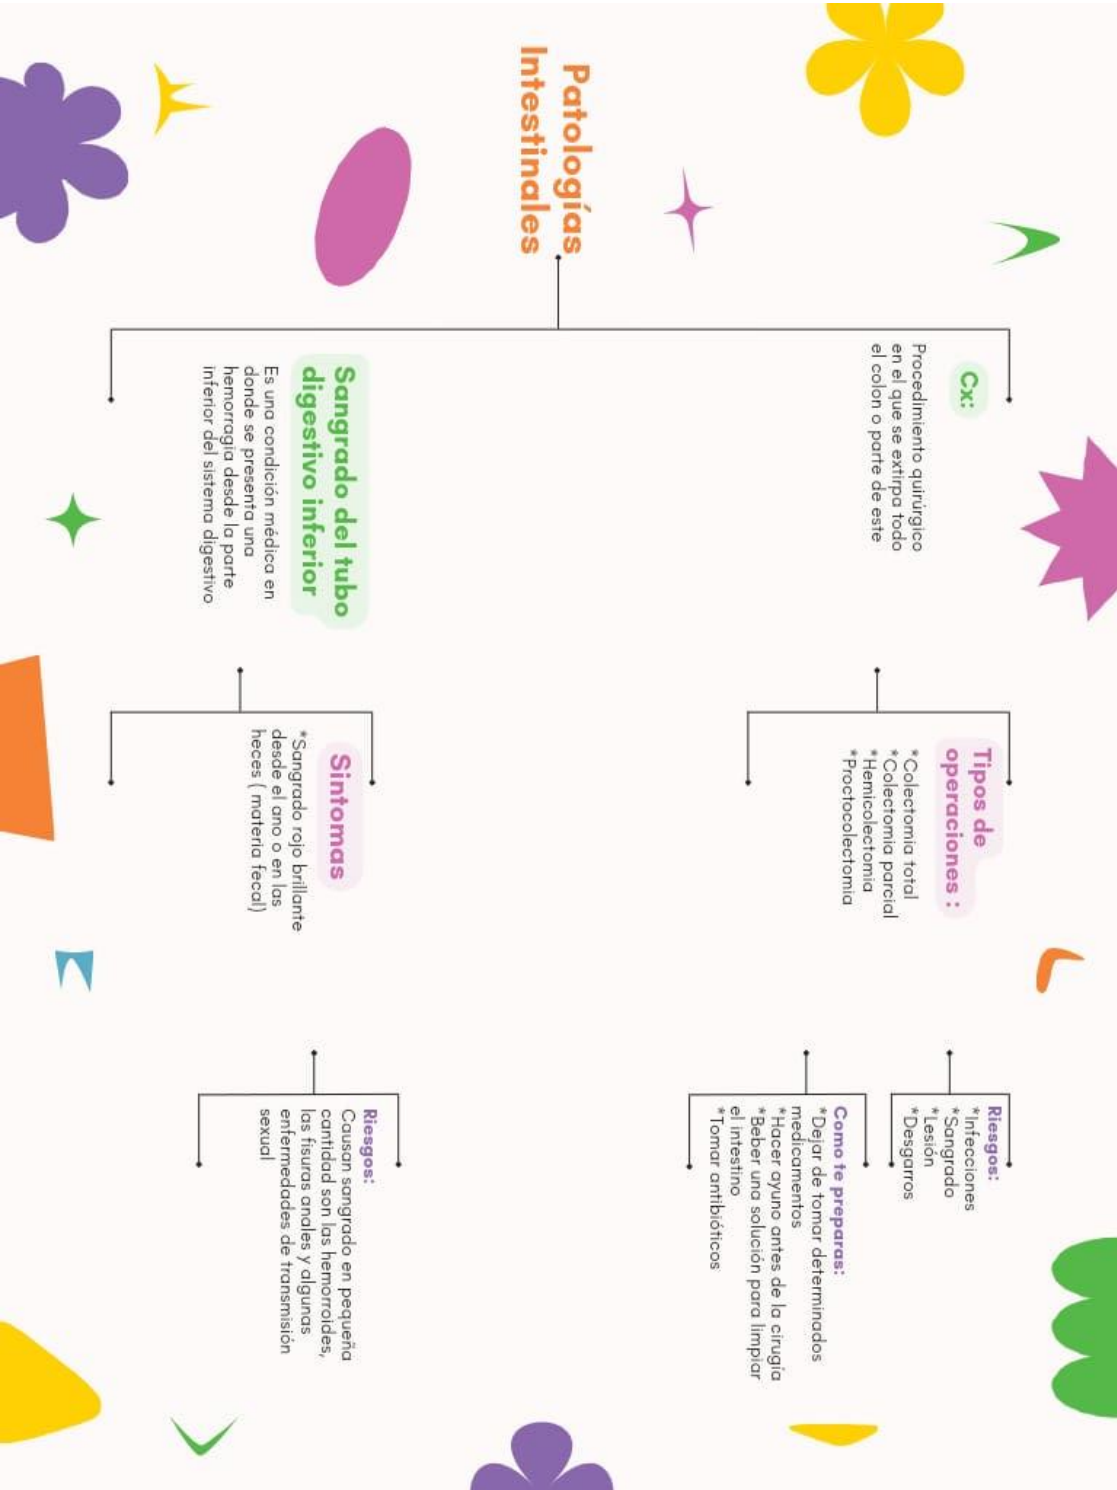 Patologías
Intestinales
Cx:
Procedimiento quirúrgico
en el que se extirpa todo
el colon o parte de este
Tipos de
operaciones :
*Colectomia total
*Colectomia parcial
*Hemicolectomia
*Proctocolectomia
Riesgos:
*Infecciones
*Sangrado
*Lesión
*Desgarros
Como te preparas:
*Dejar de tomar determinados
medicamentos
*Hacer ayuno antes de la cirugía
*Beber una solución para limpiar
el intestino
*Tomar antibióticos
Sangrado del tubo
digestivo inferior
Es una condición médica en
donde se presenta una
hemorragia desde la parte
inferior del sistema digestivo
Sintomas
*Sangrado rojo brillante
desde el ano o en las
heces ( materia fecal)
Riesgos:
Causan sangrado en pequeña
cantidad son las hemorroides,
las fisuras anales y algunas
enfermedades de transmisión
sexual